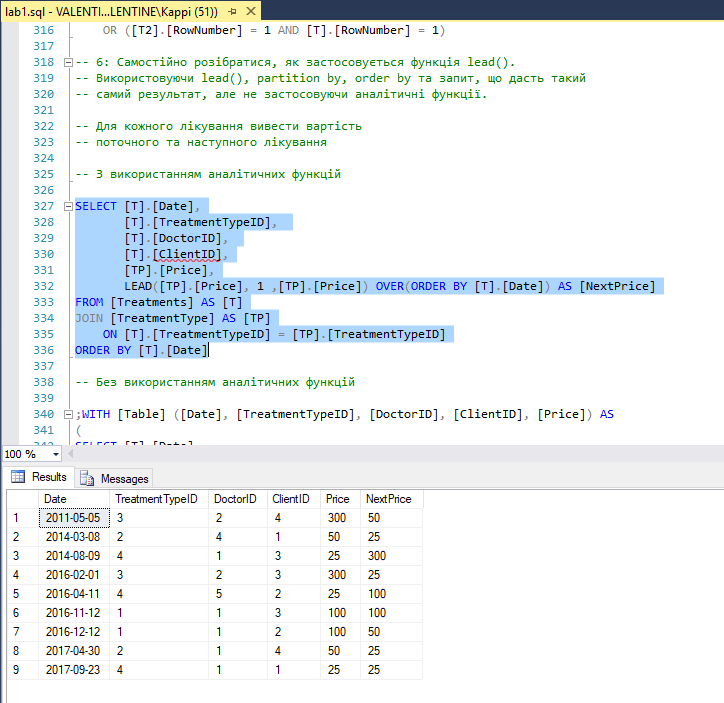 lab1.sql - VALENTI...LENTINE\Kappi (51))
316 OR ([T2].[RowNumber] = 1 AND [T].[RowNumber] = 1)
317
318 -- 6: Самостійно розібратися, як застосовується функція lead().
319 -- Використовуючи lead(), partition by, order by та запит, що дасть такий
320 -- самий результат, але не застосовуючи аналітичні функції.
321
322 -- Для кожного лікування вивести вартість
323 -- поточного та наступного лікування
324
325 -- З використанням аналітичних функцій
326
327 SELECT [T].[Date],
328 [T].[TreatmentTypeID],
329 [T].[DoctorID],
330 [T].[ClientID],
331 [TP].[Price],
332 LEAD([TP].[Price], 1 ,[TP].[Price]) OVER(ORDER BY [T].[Date]) AS [NextPrice]
333 FROM [Treatments] AS [T]
334 JOIN [TreatmentType] AS [TP]
335 ON [T].[TreatmentTypeID] = [TP].[TreatmentTypeID]
336 ORDER BY [T].[Date]
337
338 -- Без використанням аналітичних функцій
339
340 ;WITH [Table] ([Date], [TreatmentTypeID], [DoctorID], [ClientID], [Price]) AS
341 (
342 SELECT [T].[Date]
100 %
Results Messages
Date TreatmentTypeID DoctorID ClientID Price NextPrice
1 2011-05-05 3 2 4 300 50
2 2014-03-08 2 4 1 50 25
3 2014-08-09 4 1 3 25 300
4 2016-02-01 3 2 3 300 25
5 2016-04-11 4 5 2 25 100
6 2016-11-12 1 1 3 100 100
7 2016-12-12 1 1 2 100 50
8 2017-04-30 2 1 4 50 25
9 2017-09-23 4 1 1 25 25